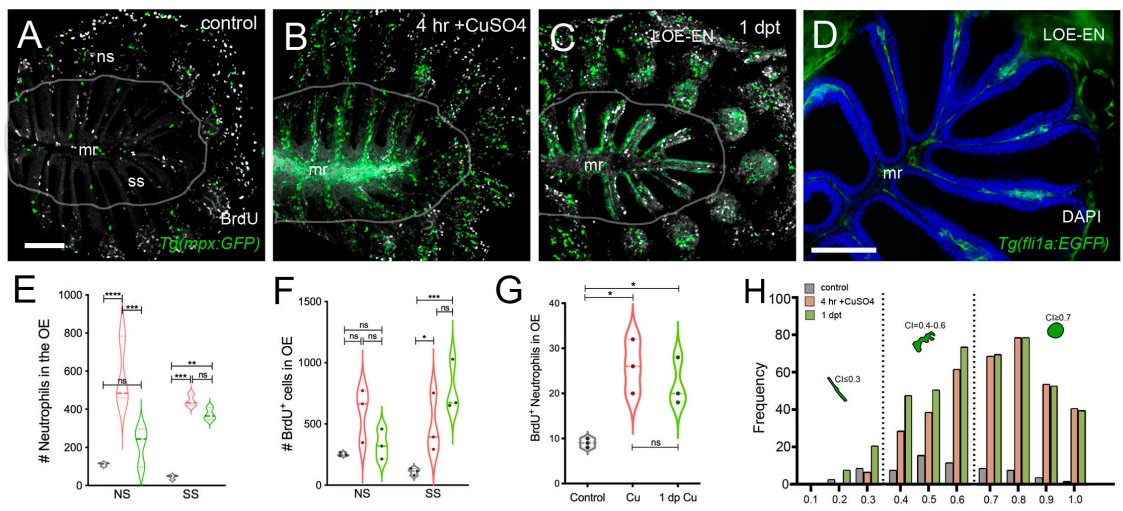 A
control
ns
mr
ss
BrdU
Tg(mpx:GFP)
B
4 hr +CuSO4
mr
C
1 dpt
LOE-EN
mr
D
LOE-EN
mr
DAPI
Tg(fli1a:EGFP)
E
# Neutrophils in the OE
1000
800
600
400
200
0
****
***
ns
**
***
ns
NS
SS
F
# BrdU+ cells in OE
1500
1000
500
0
ns
ns
ns
***
ns
*
NS
SS
G
BrdU+ Neutrophils in OE
40
30
20
10
0
*
*
ns
Control
Cu
1 dp Cu
H
control
4 hr +CuSO4
1 dpt
Frequency
100
80
60
40
20
0
CI≤0.3
CI=0.4-0.6
CI≥0.7
0.1 0.2 0.3 0.4 0.5 0.6 0.7 0.8 0.9 1.0